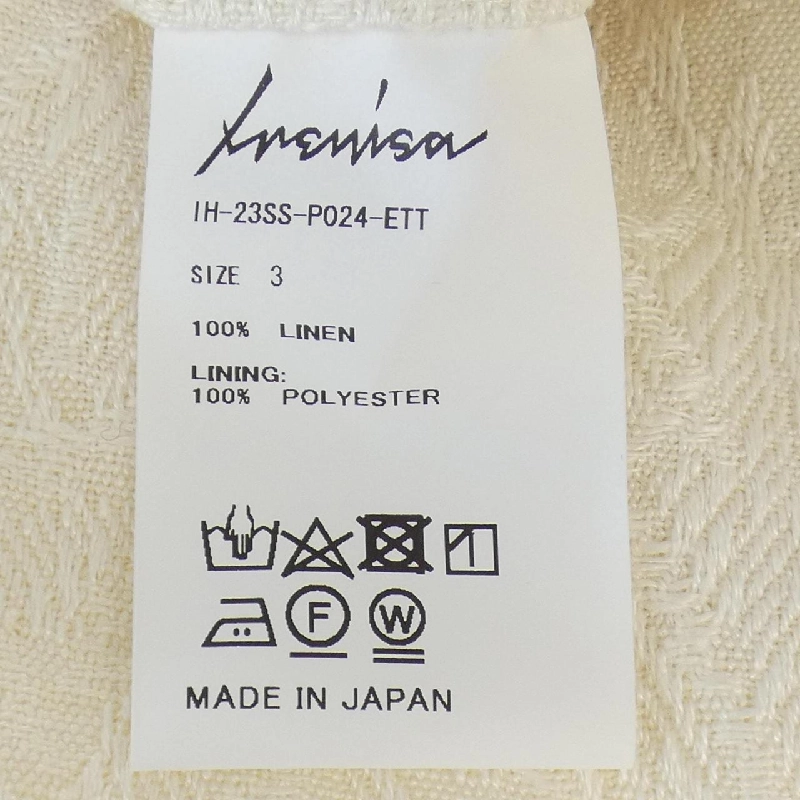 Irenisa
IH-23SS-P024-ETT
SIZE 3
100% LINEN
LINING:
100% POLYESTER
F W
MADE IN JAPAN